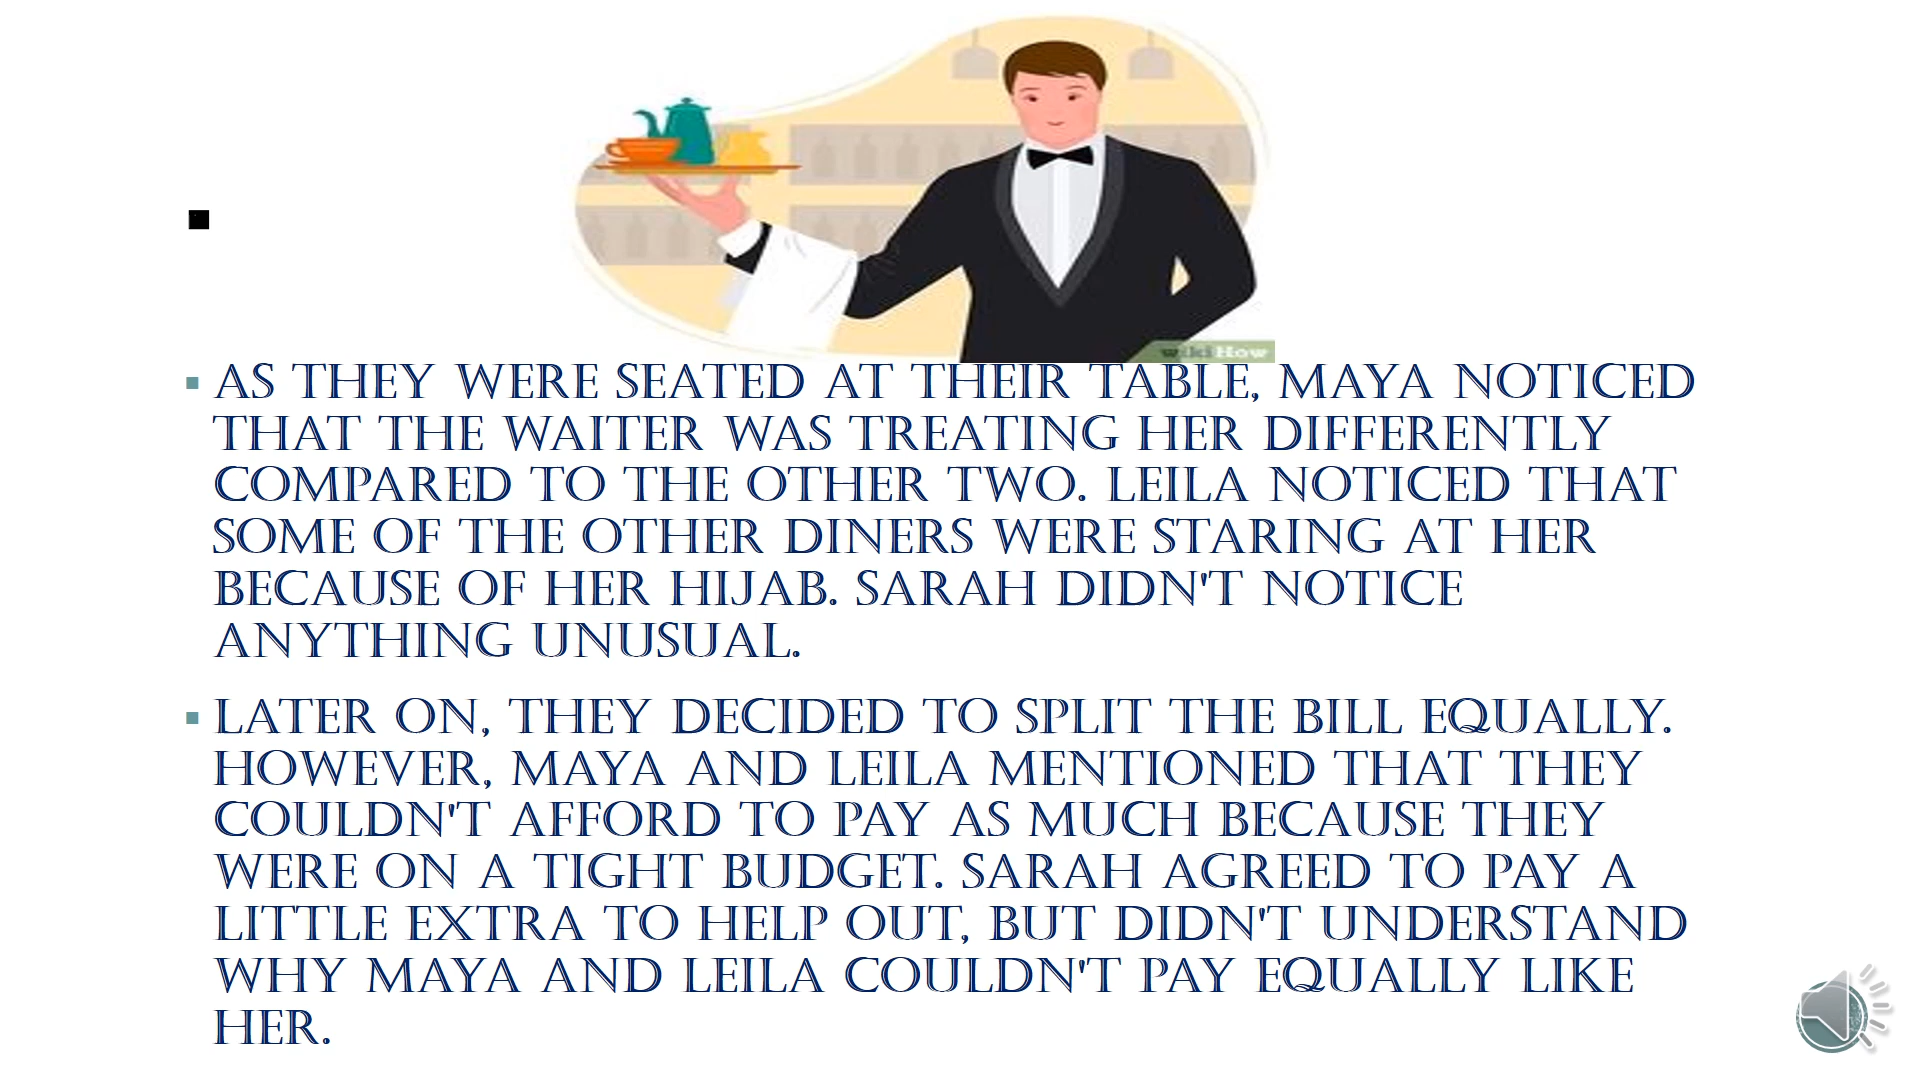 wikiHow
AS THEY WERE SEATED AT THEIR TABLE, MAYA NOTICED
THAT THE WAITER WAS TREATING HER DIFFERENTLY
COMPARED TO THE OTHER TWO. LEILA NOTICED THAT
SOME OF THE OTHER DINERS WERE STARING AT HER
BECAUSE OF HER HIJAB. SARAH DIDN'T NOTICE
ANYTHING UNUSUAL.
LATER ON, THEY DECIDED TO SPLIT THE BILL EQUALLY.
HOWEVER, MAYA AND LEILA MENTIONED THAT THEY
COULDN'T AFFORD TO PAY AS MUCH BECAUSE THEY
WERE ON A TIGHT BUDGET. SARAH AGREED TO PAY A
LITTLE EXTRA TO HELP OUT, BUT DIDN'T UNDERSTAND
WHY MAYA AND LEILA COULDN'T PAY EQUALLY LIKE
HER.